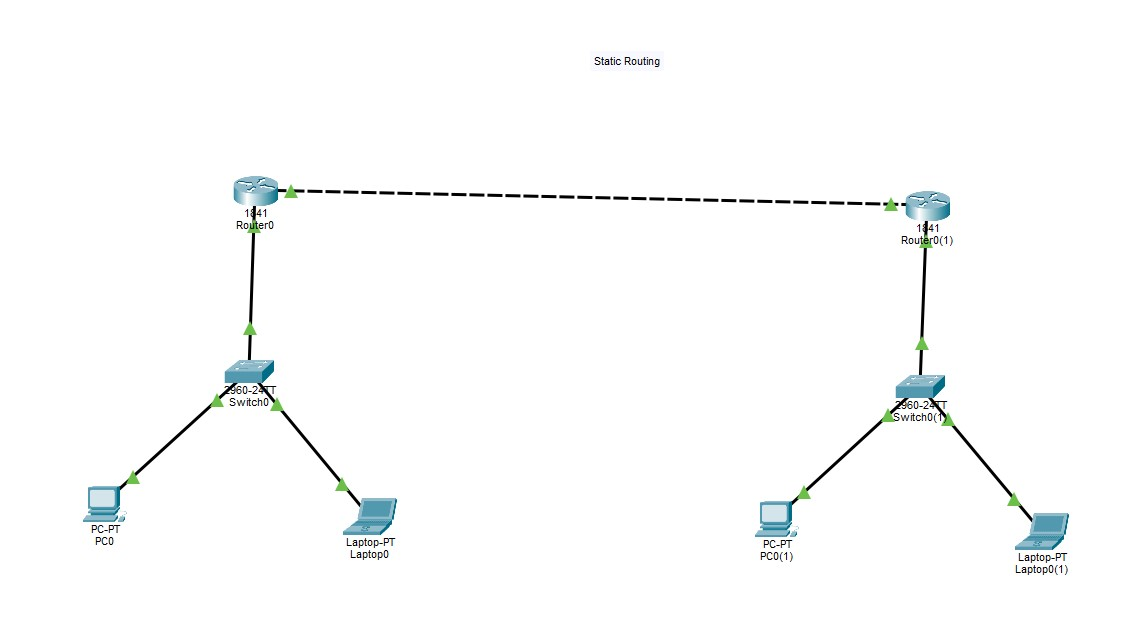 Static Routing
1841
Router0
1841
Router0(1)
2960-24TT
Switch0
2960-24TT
Switch0(1)
PC-PT
PC0
Laptop-PT
Laptop0
PC-PT
PC0(1)
Laptop-PT
Laptop0(1)